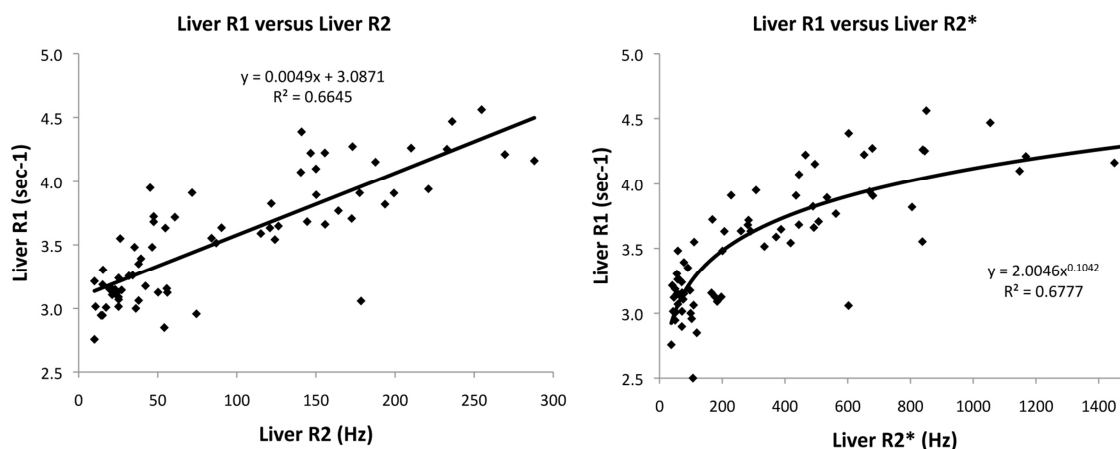 Liver R1 versus Liver R2
y = 0.0049x + 3.0871
R² = 0.6645
Liver R1 (sec-1)
5.0
4.5
4.0
3.5
3.0
2.5
0
50
100
150
200
250
300
Liver R2 (Hz)
Liver R1 versus Liver R2*
Liver R1 (sec-1)
5.0
4.5
4.0
3.5
3.0
2.5
y = 2.0046x^0.1042
R² = 0.6777
0
200
400
600
800
1000
1200
1400
Liver R2* (Hz)